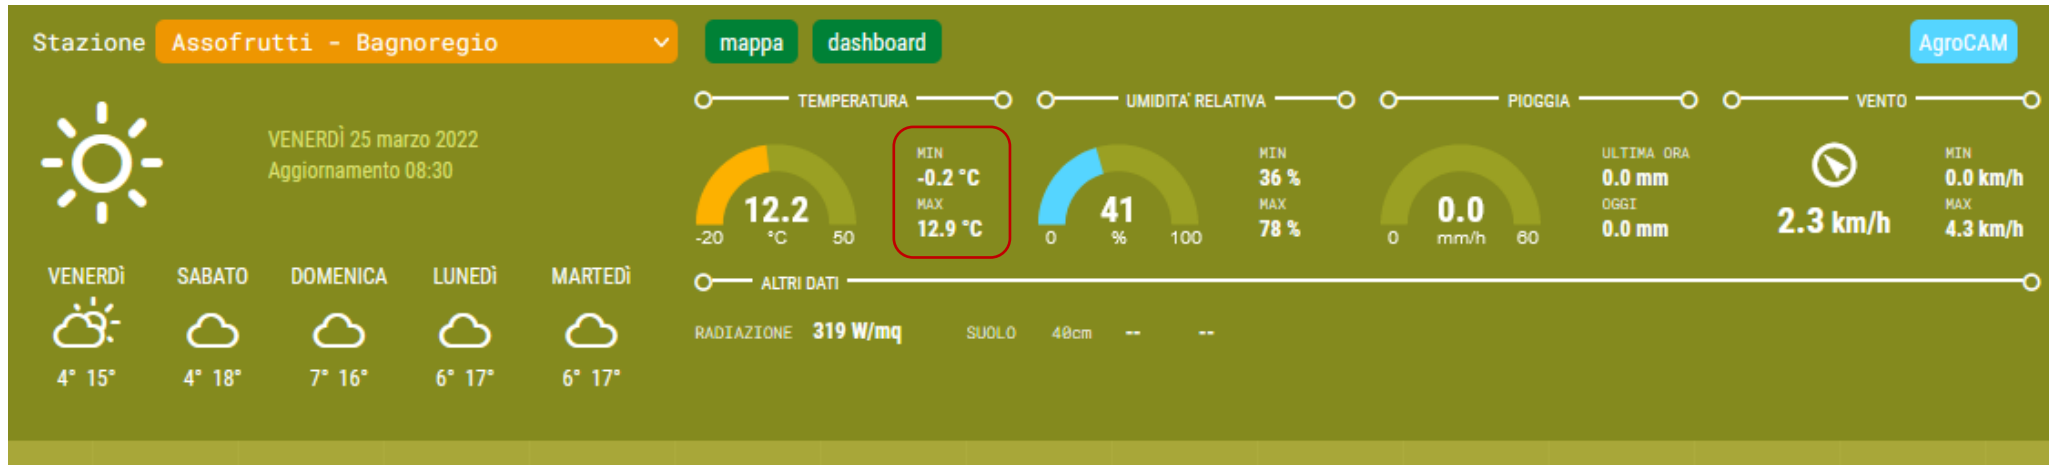 Stazione Assofrutti - Bagnoregio mappa dashboard AgroCAM
VENERDÌ 25 marzo 2022
Aggiornamento 08:30
TEMPERATURA
12.2
°C
-20 50
MIN
-0.2 °C
MAX
12.9 °C
UMIDITA' RELATIVA
41
%
0 100
MIN
36 %
MAX
78 %
PIOGGIA
0.0
mm/h
0 60
ULTIMA ORA
0.0 mm
OGGI
0.0 mm
VENTO
2.3 km/h
MIN
0.0 km/h
MAX
4.3 km/h
VENERDÌ SABATO DOMENICA LUNEDÌ MARTEDÌ
4° 15° 4° 18° 7° 16° 6° 17° 6° 17°
ALTRI DATI
RADIAZIONE 319 W/mq SUOLO 40cm -- --